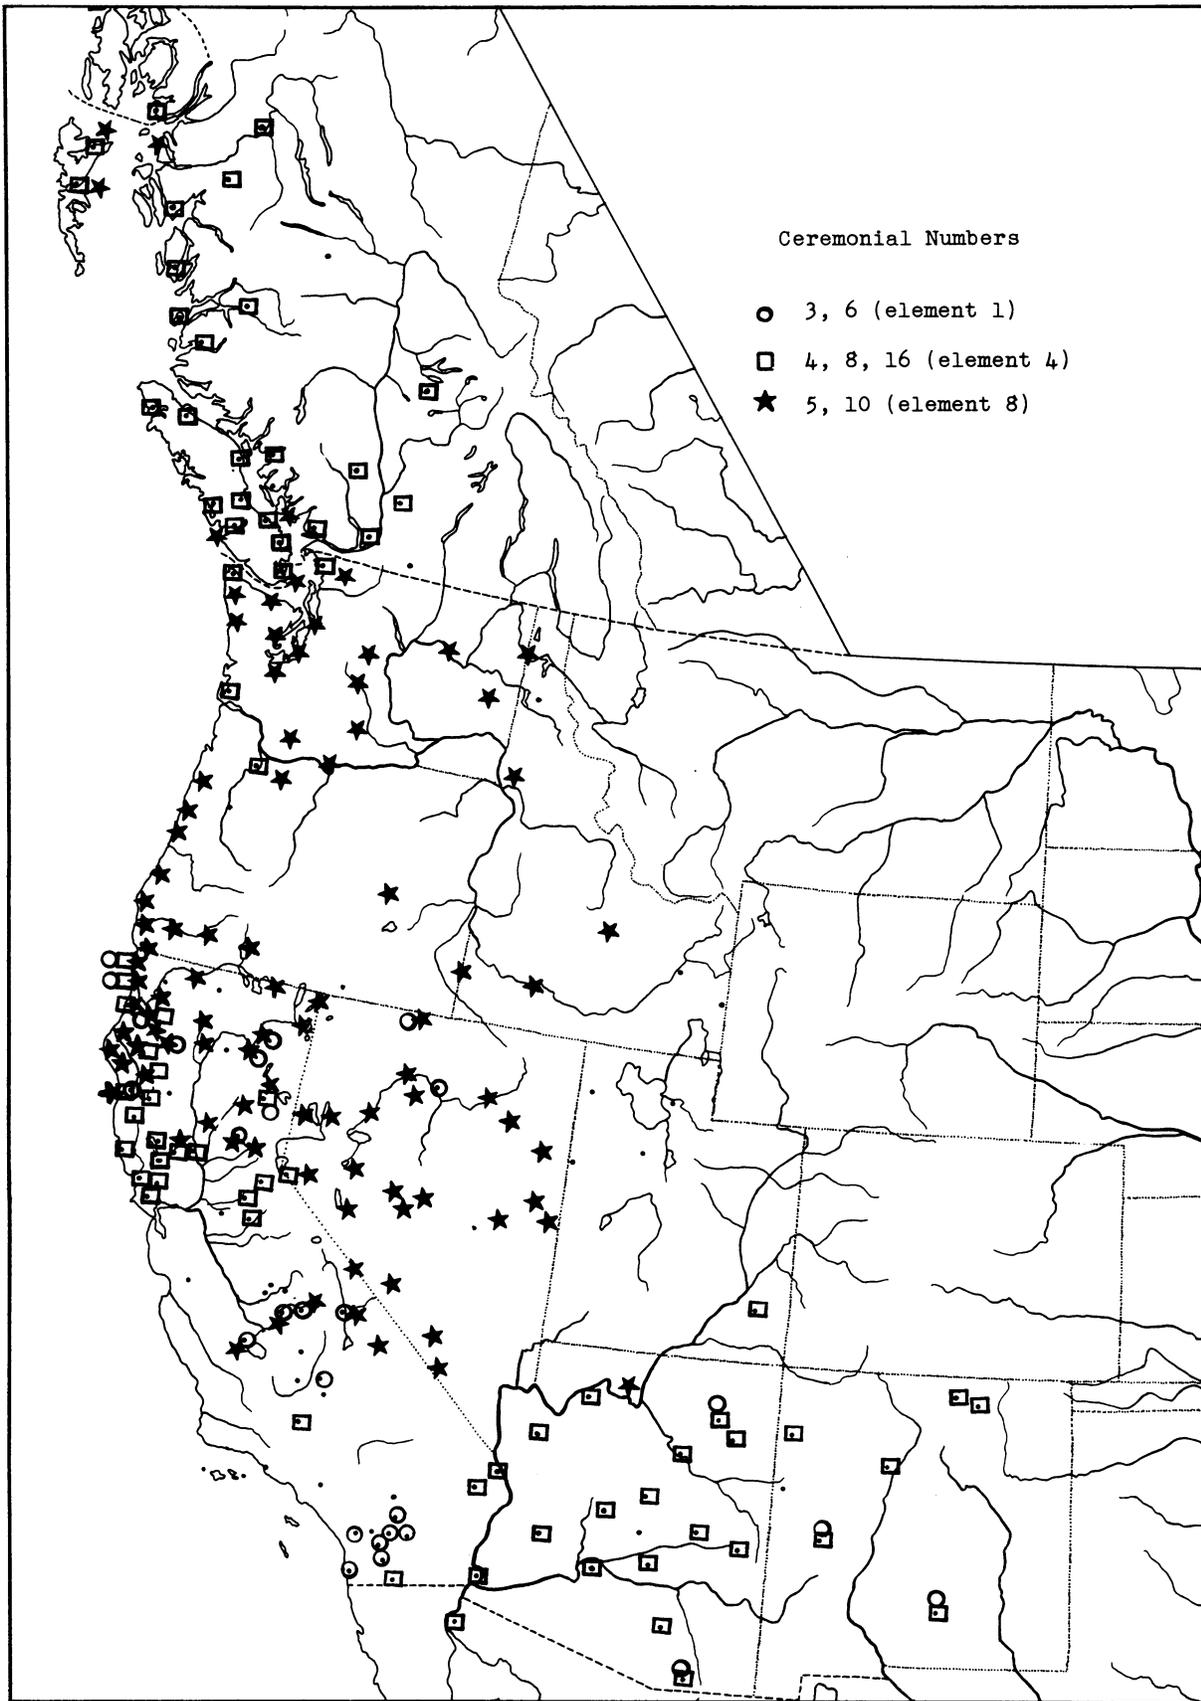 Ceremonial Numbers
3, 6 (element 1)
4, 8, 16 (element 4)
5, 10 (element 8)